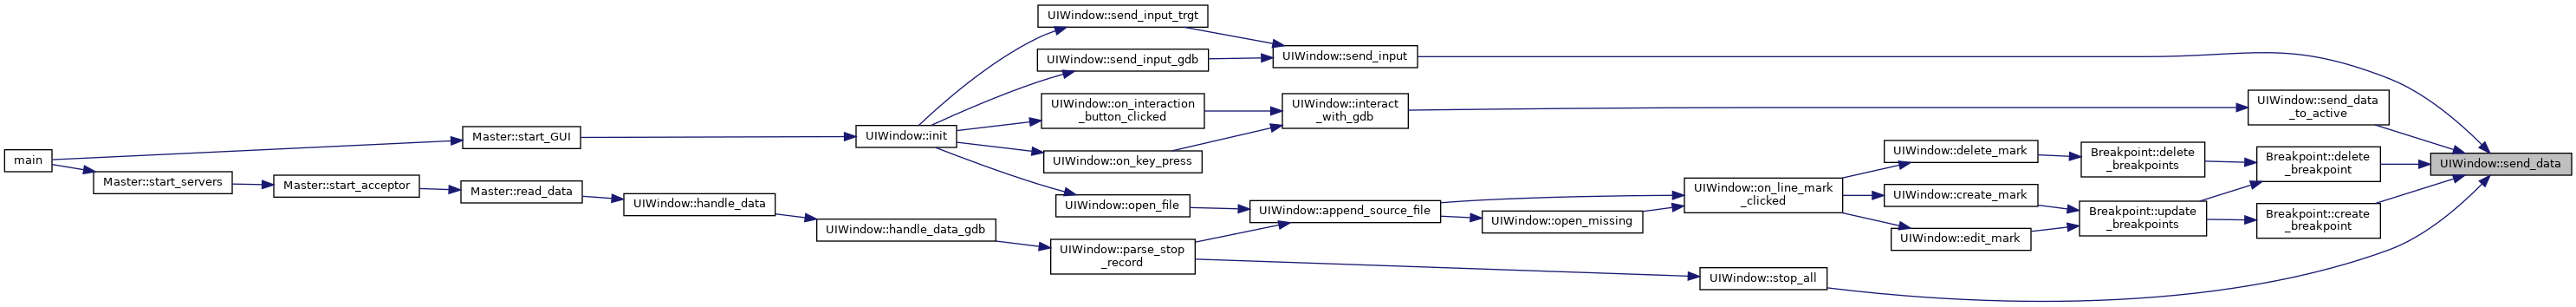 main
Master::start_GUI
Master::start_servers
Master::start_acceptor
Master::read_data
UIWindow::handle_data
UIWindow::handle_data_gdb
UIWindow::init
UIWindow::send_input_trgt
UIWindow::send_input_gdb
UIWindow::on_interaction
_button_clicked
UIWindow::on_key_press
UIWindow::open_file
UIWindow::parse_stop
_record
UIWindow::send_input
UIWindow::interact
_with_gdb
UIWindow::append_source_file
UIWindow::open_missing
UIWindow::on_line_mark
_clicked
UIWindow::stop_all
UIWindow::delete_mark
UIWindow::create_mark
UIWindow::edit_mark
Breakpoint::delete
_breakpoints
Breakpoint::update
_breakpoints
UIWindow::send_data
_to_active
Breakpoint::delete
_breakpoint
Breakpoint::create
_breakpoint
UIWindow::send_data